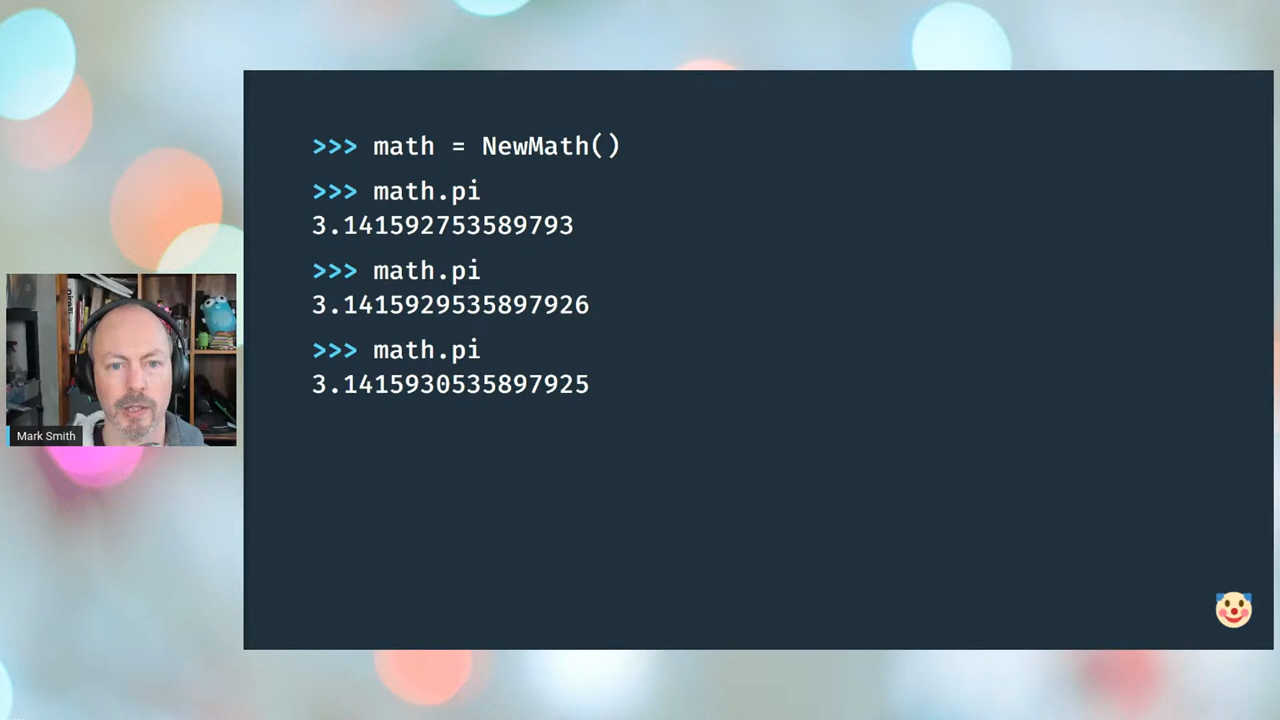 >>> math = NewMath()
>>> math.pi
3.141592753589793
>>> math.pi
3.1415929535897926
>>> math.pi
3.1415930535897925
Mark Smith